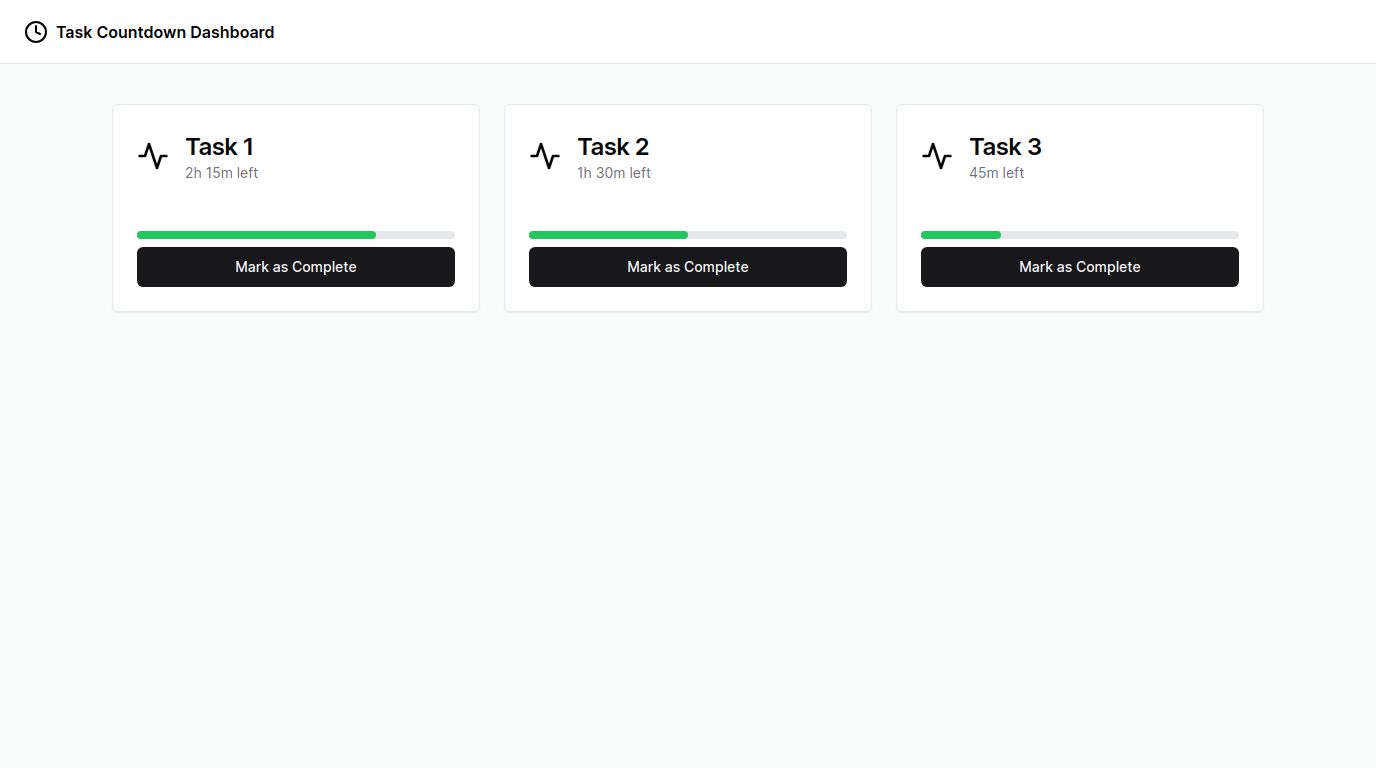 Task Countdown Dashboard
Task 1
2h 15m left
Mark as Complete
Task 2
1h 30m left
Mark as Complete
Task 3
45m left
Mark as Complete